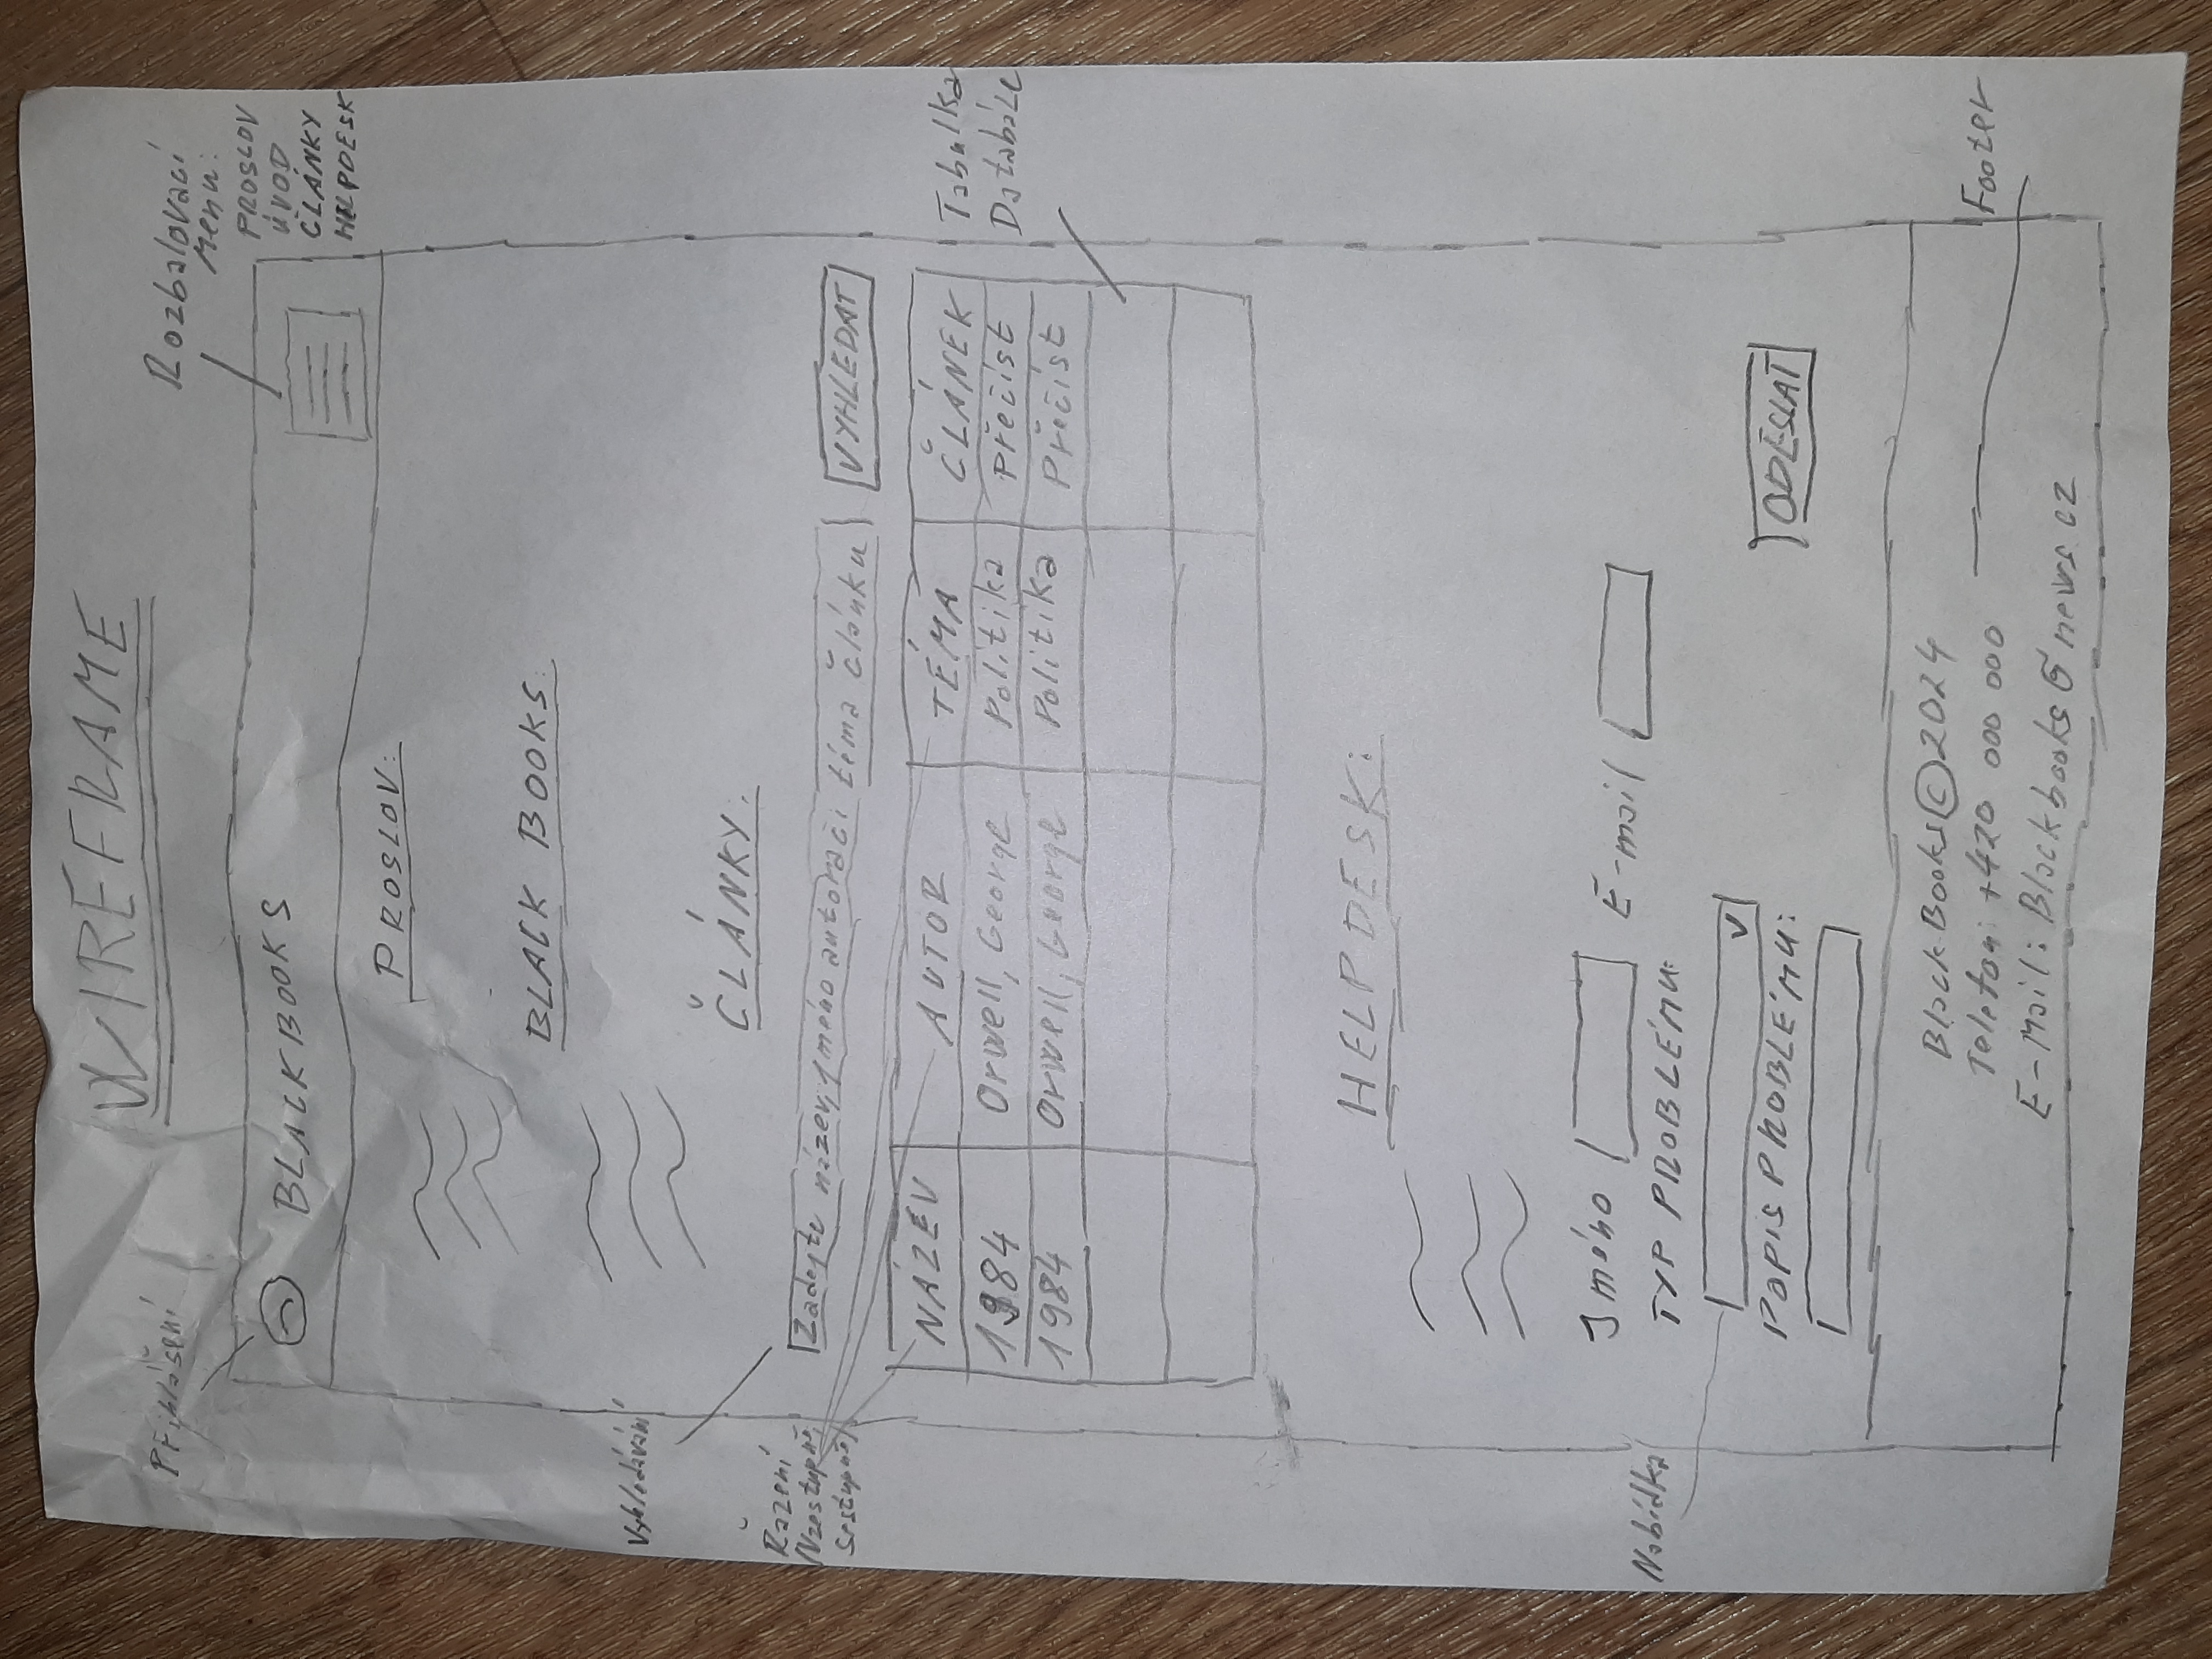 WIREFRAME
Přihlášení
Rozbalovací
Menu:
PROSLOV
ÚVOD
ČLÁNKY
HELPDESK
BLACKBOOKS
PROSLOV:
BLACK BOOKS:
Vyhledávání
ČLÁNKY:
Řazení
(Vzestupně,
Sestupně)
Zadejte název, jméno autora či téma článku
VYHLEDAT
NÁZEV AUTOR TÉMA ČLÁNEK
1984 Orwell, George Politika Přečíst
1984 Orwell, George Politika Přečíst
Tabulka
Databáze
HELPDESK:
Jméno E-mail
Nabídka
TYP PROBLÉMU:
POPIS PROBLÉMU:
ODESLAT
BlackBooks © 2024
Telefon: +420 000 000
E-Mail: Blackbooks@news.cz
Footer